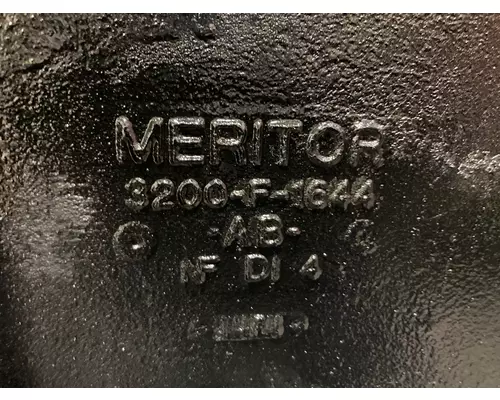 MERITOR
3200-F-1644
-AB-
NF DI 4